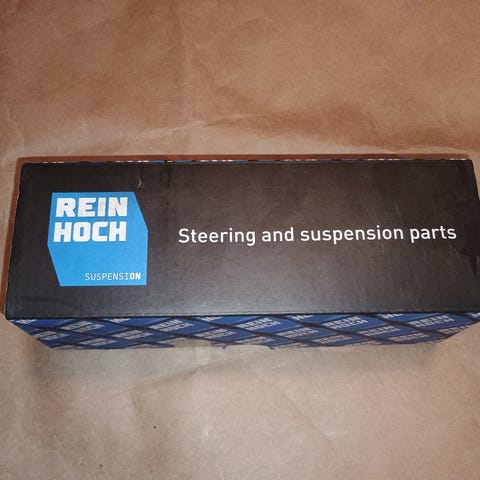 REIN
HOCH
SUSPENSION
Steering and suspension parts